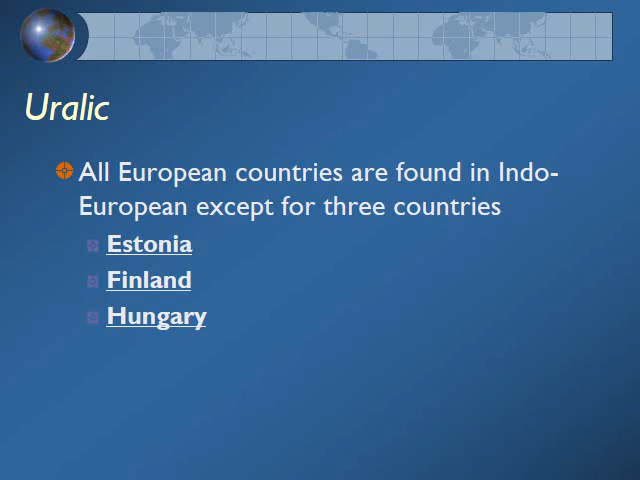 Uralic
All European countries are found in Indo-
European except for three countries
Estonia
Finland
Hungary